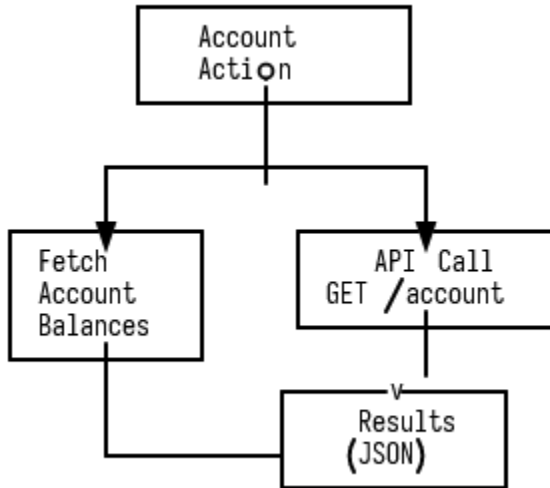 Account
Action
Fetch
Account
Balances
API Call
GET /account
v
Results
(JSON)